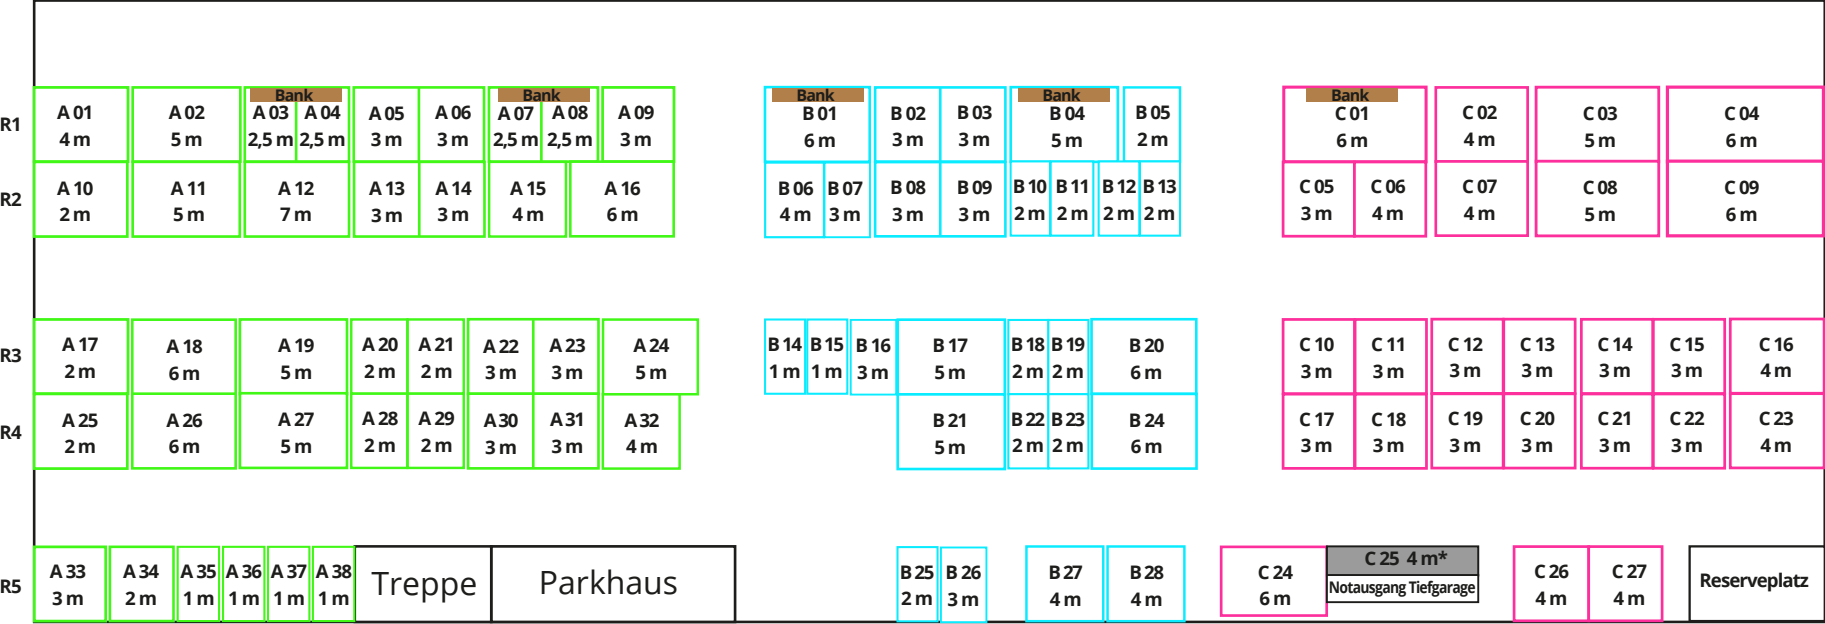 Bank Bank Bank Bank Bank
R1 A 01 A 02 A 03 A 04 A 05 A 06 A 07 A 08 A 09 B 01 B 02 B 03 B 04 B 05 C 01 C 02 C 03 C 04
4 m 5 m 2,5 m 2,5 m 3 m 3 m 2,5 m 2,5 m 3 m 6 m 3 m 3 m 5 m 2 m 6 m 4 m 5 m 6 m
R2 A 10 A 11 A 12 A 13 A 14 A 15 A 16 B 06 B 07 B 08 B 09 B 10 B 11 B 12 B 13 C 05 C 06 C 07 C 08 C 09
2 m 5 m 7 m 3 m 3 m 4 m 6 m 4 m 3 m 3 m 3 m 2 m 2 m 2 m 2 m 3 m 4 m 4 m 5 m 6 m
R3 A 17 A 18 A 19 A 20 A 21 A 22 A 23 A 24 B 14 B 15 B 16 B 17 B 18 B 19 B 20 C 10 C 11 C 12 C 13 C 14 C 15 C 16
2 m 6 m 5 m 2 m 2 m 3 m 3 m 5 m 1 m 1 m 3 m 5 m 2 m 2 m 6 m 3 m 3 m 3 m 3 m 3 m 3 m 4 m
R4 A 25 A 26 A 27 A 28 A 29 A 30 A 31 A 32 B 21 B 22 B 23 B 24 C 17 C 18 C 19 C 20 C 21 C 22 C 23
2 m 6 m 5 m 2 m 2 m 3 m 3 m 4 m 5 m 2 m 2 m 6 m 3 m 3 m 3 m 3 m 3 m 3 m 4 m
R5 A 33 A 34 A 35 A 36 A 37 A 38 Treppe Parkhaus B 25 B 26 B 27 B 28 C 24 C 25 4 m* C 26 C 27 Reserveplatz
3 m 2 m 1 m 1 m 1 m 1 m 2 m 3 m 4 m 4 m 6 m Notausgang Tiefgarage 4 m 4 m